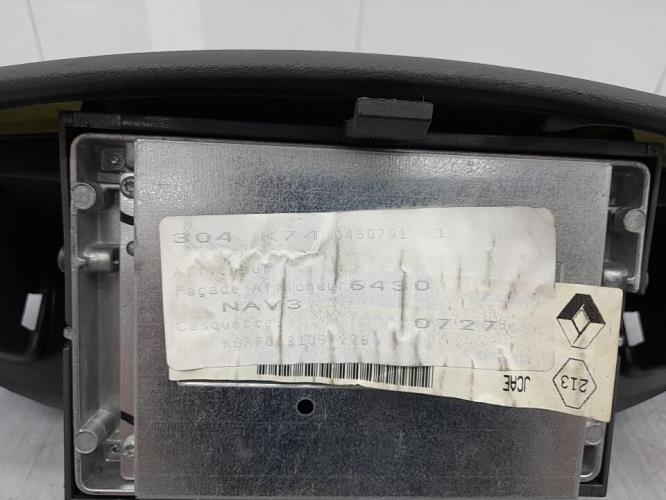 304 K74 0450791 1
Afficheur
Façade Afficheur 6430
NAV3
Casquette 0727
JCAE
213